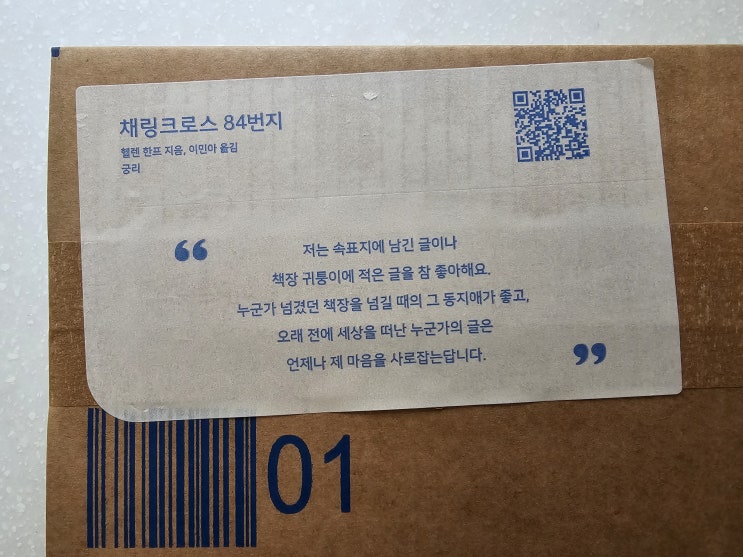 채링크로스 84번지
헬렌 한프 지음, 이민아 옮김
궁리
“
저는 속표지에 남긴 글이나
책장 귀퉁이에 적은 글을 참 좋아해요.
누군가 넘겼던 책장을 넘길 때의 그 동지애가 좋고,
오래 전에 세상을 떠난 누군가의 글은
언제나 제 마음을 사로잡는답니다.
”
01